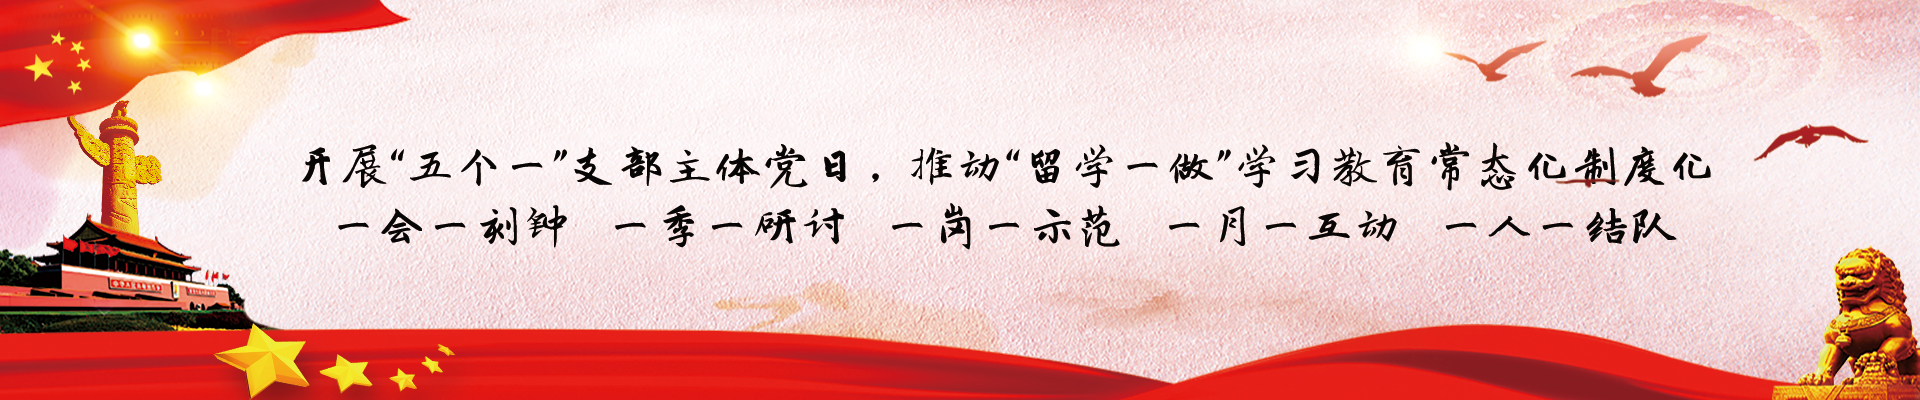 开展“五个一”支部主体党日，推动“留学一做”学习教育常态化制度化
一会一刻钟 一季一研讨 一岗一示范 一月一互动 一人一结队